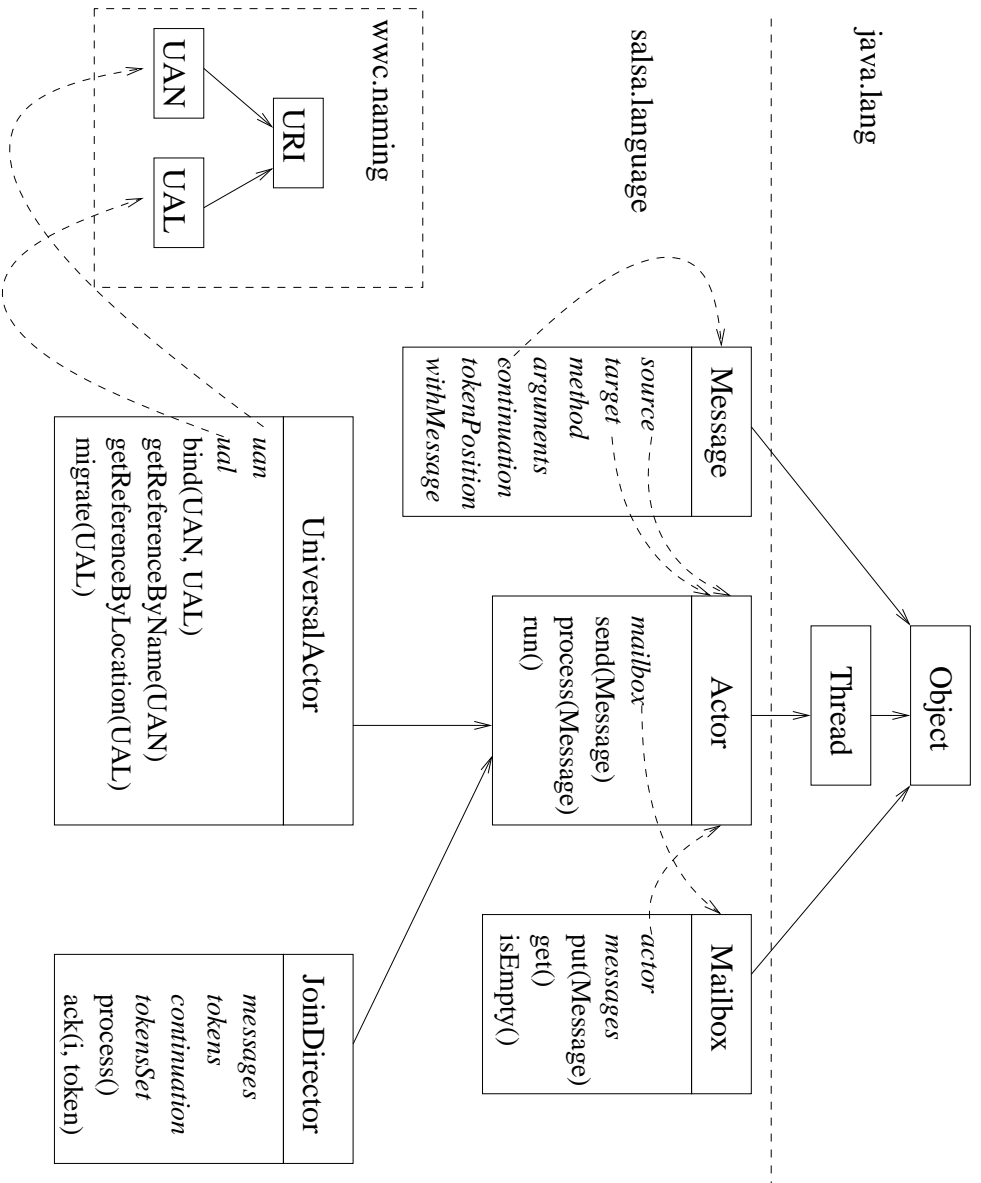 java.lang
Object
Thread
salsa.language
Message
source
target
method
arguments
continuation
tokenPosition
withMessage
Actor
mailbox
send(Message)
process(Message)
run()
Mailbox
actor
messages
put(Message)
get()
isEmpty()
wwc.naming
URI
UAN
UAL
UniversalActor
uan
ual
bind(UAN, UAL)
getReferenceByName(UAN)
getReferenceByLocation(UAL)
migrate(UAL)
JoinDirector
messages
tokens
continuation
tokensSet
process()
ack(i, token)